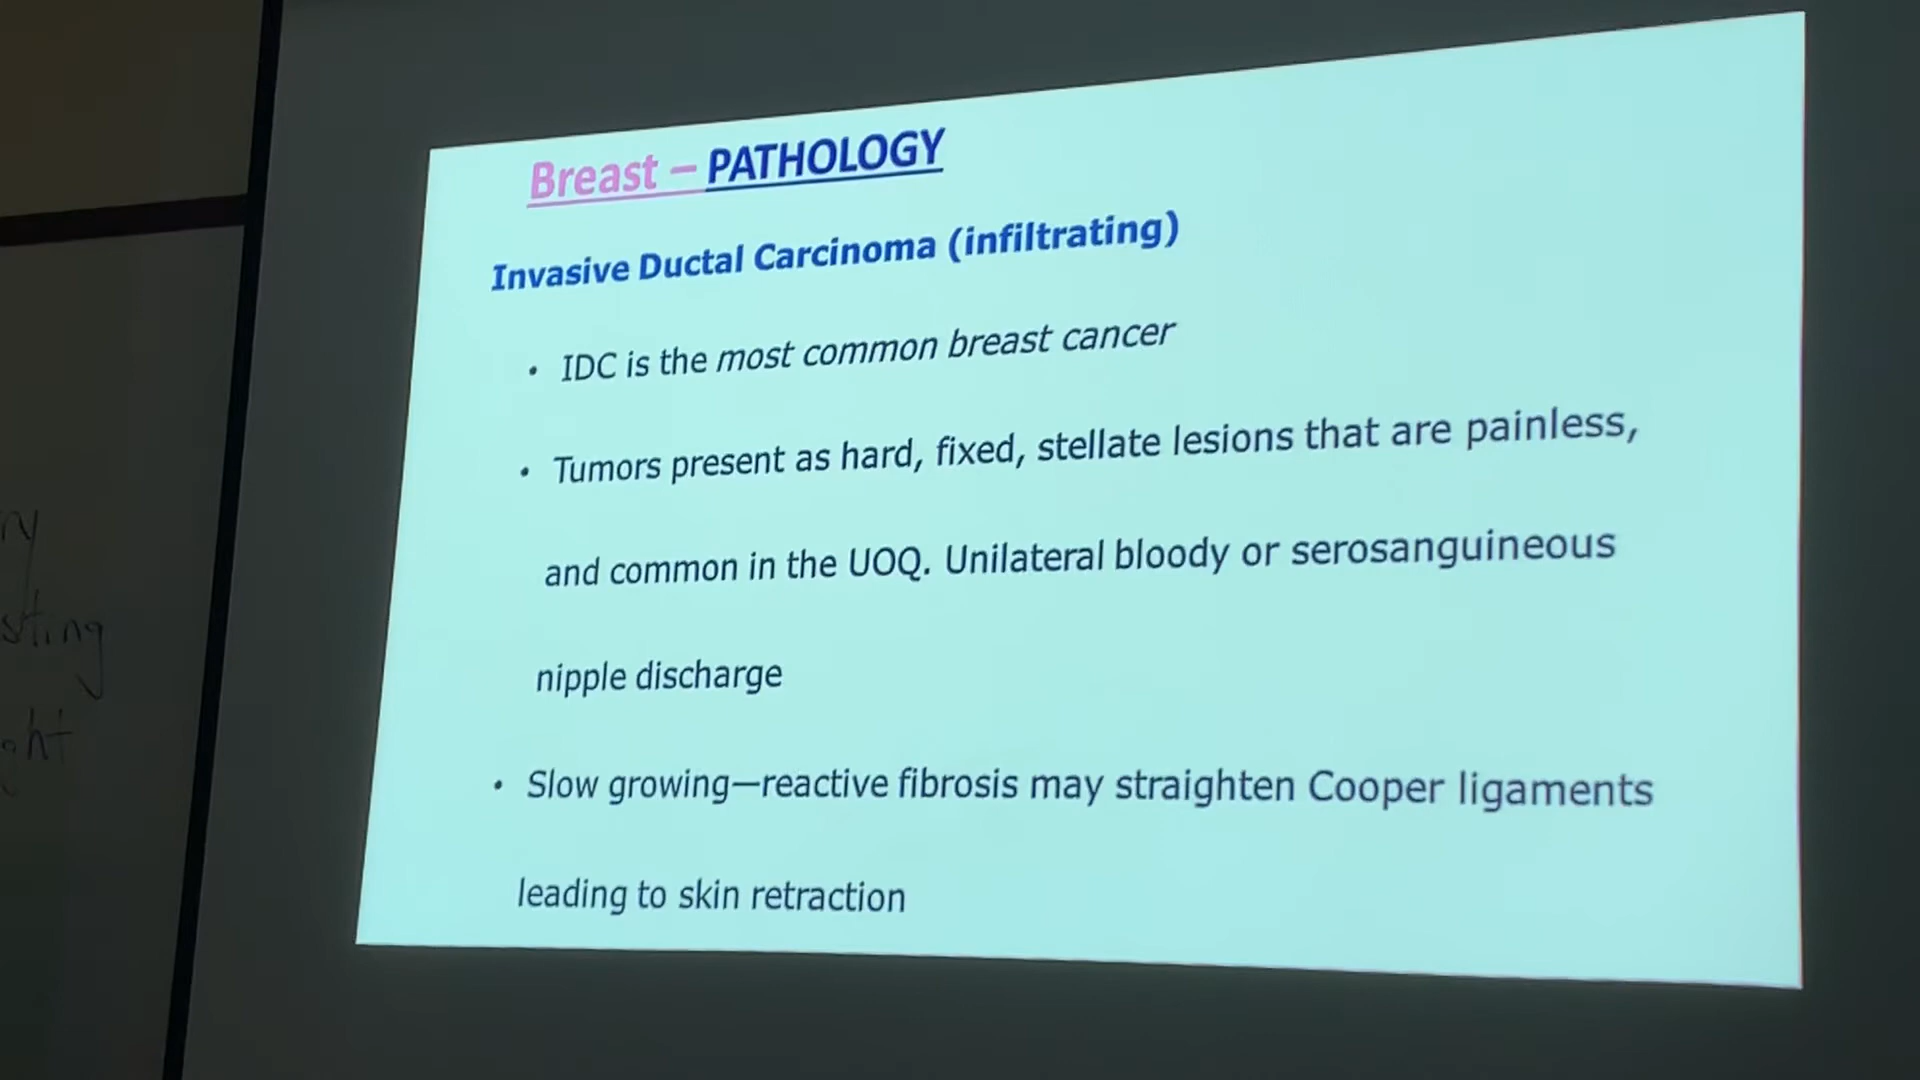 Breast – PATHOLOGY
Invasive Ductal Carcinoma (infiltrating)
• IDC is the most common breast cancer
• Tumors present as hard, fixed, stellate lesions that are painless,
and common in the UOQ. Unilateral bloody or serosanguineous
nipple discharge
• Slow growing—reactive fibrosis may straighten Cooper ligaments
leading to skin retraction